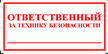 ОТВЕТСТВЕННЫЙ
ЗА ТЕХНИКУ БЕЗОПАСНОСТИ